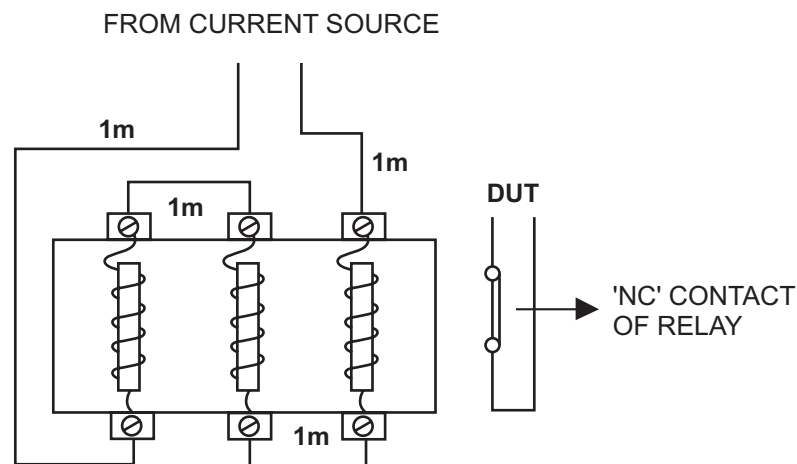 FROM CURRENT SOURCE
1m
1m
1m
DUT
'NC' CONTACT
OF RELAY
1m